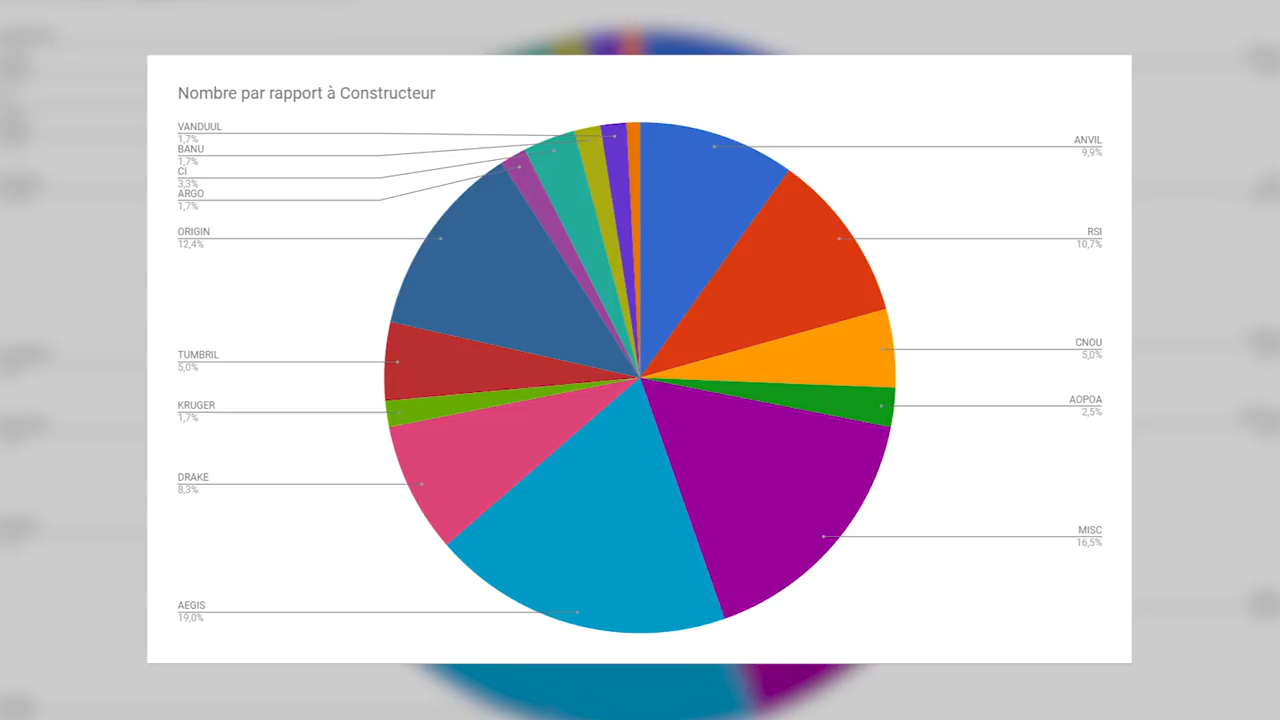 Nombre par rapport à Constructeur
VANDUUL
1,7%
BANU
1,7%
CI
3,3%
ARGO
1,7%
ORIGIN
12,4%
TUMBRIL
5,0%
KRUGER
1,7%
DRAKE
8,3%
AEGIS
19,0%
ANVIL
9,9%
RSI
10,7%
CNOU
5,0%
AOPOA
2,5%
MISC
16,5%